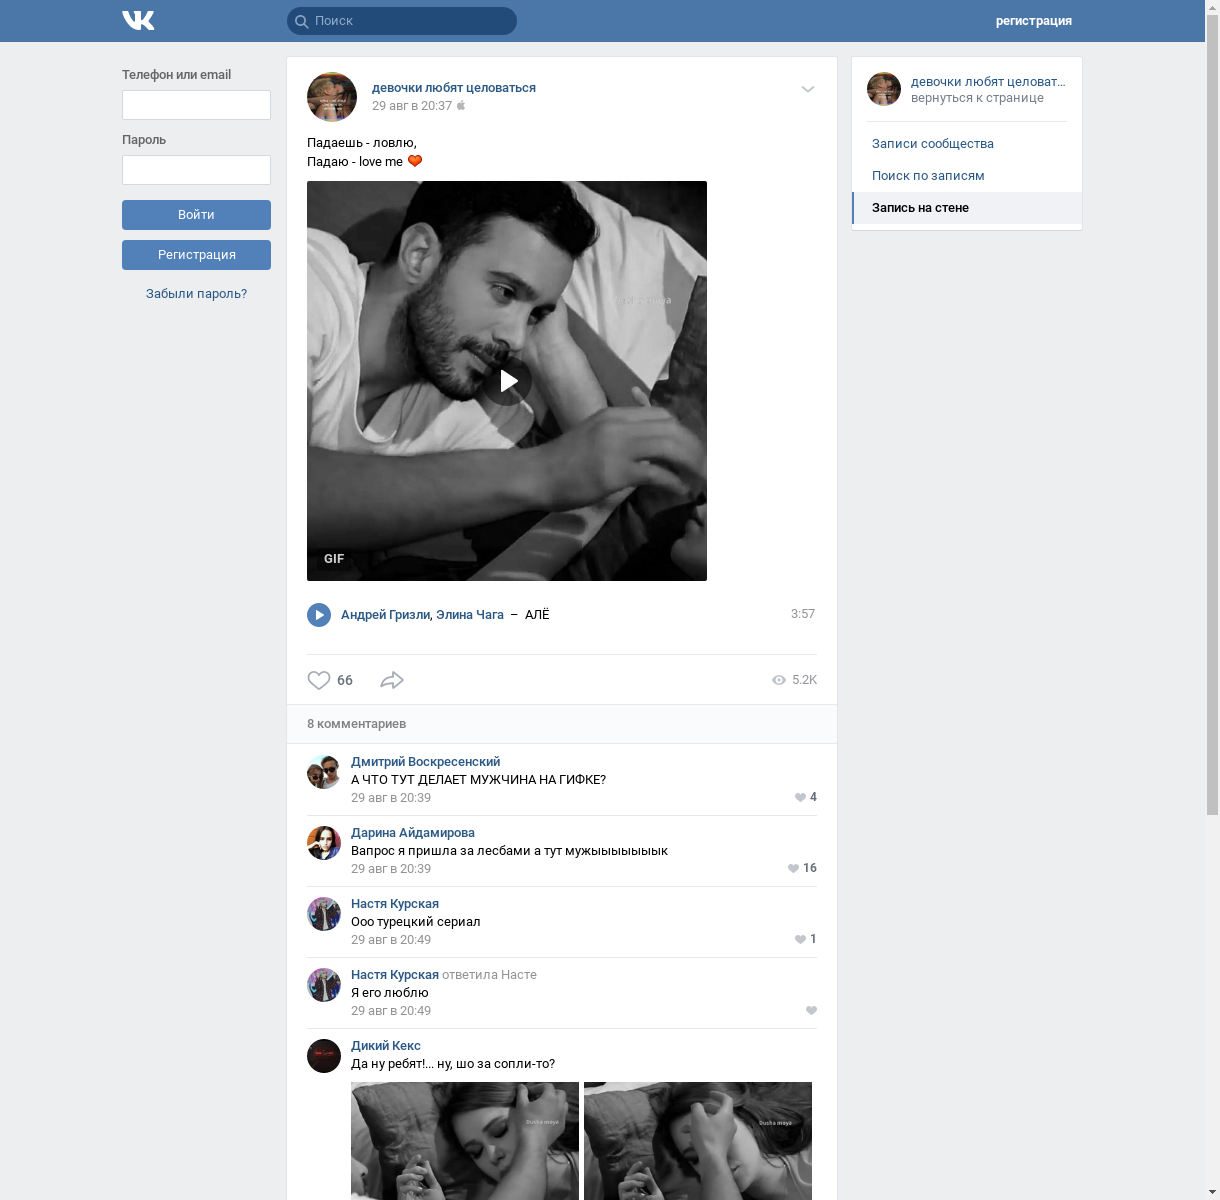 Поиск
регистрация
Телефон или email
Пароль
Войти
Регистрация
Забыли пароль?
девочки любят целоваться
29 авг в 20:37
Падаешь - ловлю,
Падаю - love me
GIF
Андрей Гризли, Элина Чага – АЛЁ
3:57
66
5.2K
8 комментариев
Дмитрий Воскресенский
А ЧТО ТУТ ДЕЛАЕТ МУЖЧИНА НА ГИФКЕ?
29 авг в 20:39
4
Дарина Айдамирова
Вапрос я пришла за лесбами а тут мужыыыыыыык
29 авг в 20:39
16
Настя Курская
Ооо турецкий сериал
29 авг в 20:49
1
Настя Курская ответила Насте
Я его люблю
29 авг в 20:49
Дикий Кекс
Да ну ребят!... ну, шо за сопли-то?
Dusha moya
Dusha moya
девочки любят целоват...
вернуться к странице
Записи сообщества
Поиск по записям
Запись на стене